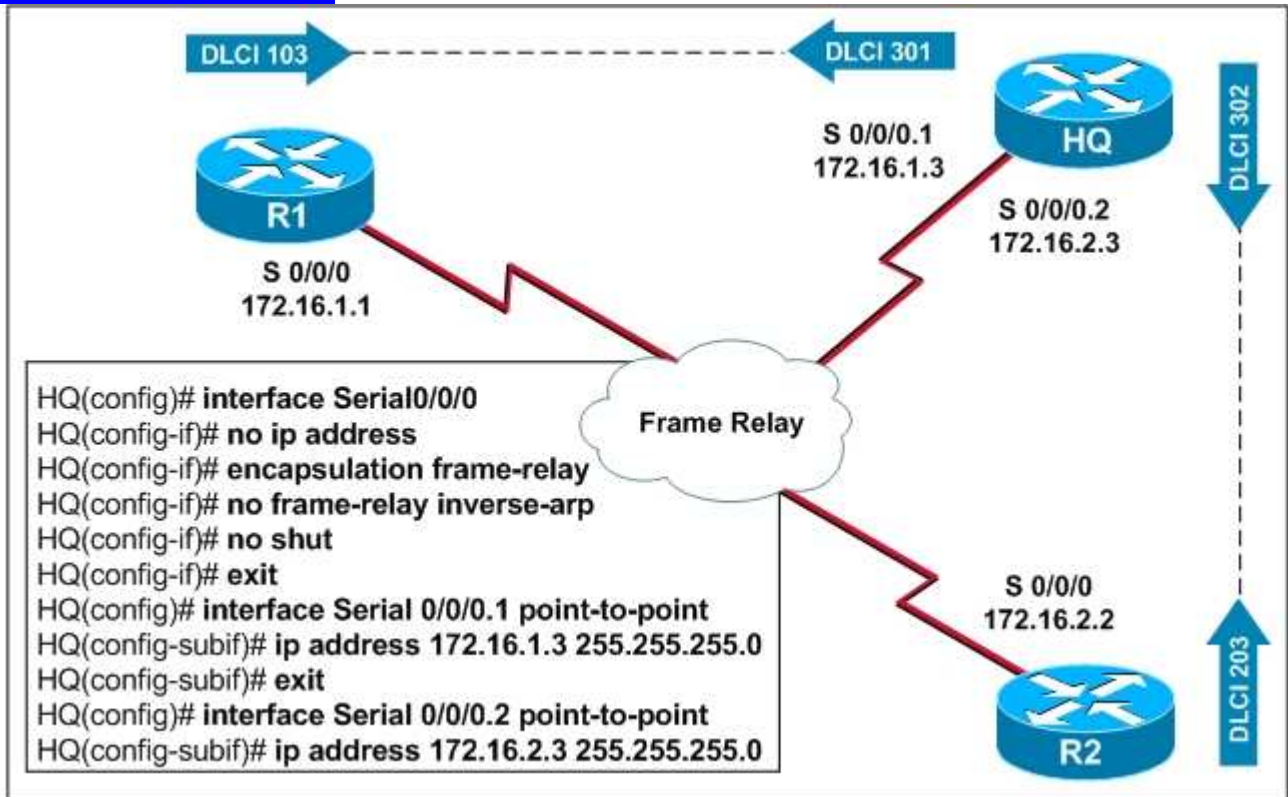 DLCI 103
DLCI 301
DLCI 302
HQ
S 0/0/0.1
172.16.1.3
S 0/0/0.2
172.16.2.3
R1
S 0/0/0
172.16.1.1
Frame Relay
HQ(config)# interface Serial0/0/0
HQ(config-if)# no ip address
HQ(config-if)# encapsulation frame-relay
HQ(config-if)# no frame-relay inverse-arp
HQ(config-if)# no shut
HQ(config-if)# exit
HQ(config)# interface Serial 0/0/0.1 point-to-point
HQ(config-subif)# ip address 172.16.1.3 255.255.255.0
HQ(config-subif)# exit
HQ(config)# interface Serial 0/0/0.2 point-to-point
HQ(config-subif)# ip address 172.16.2.3 255.255.255.0
S 0/0/0
172.16.2.2
R2
DLCI 203